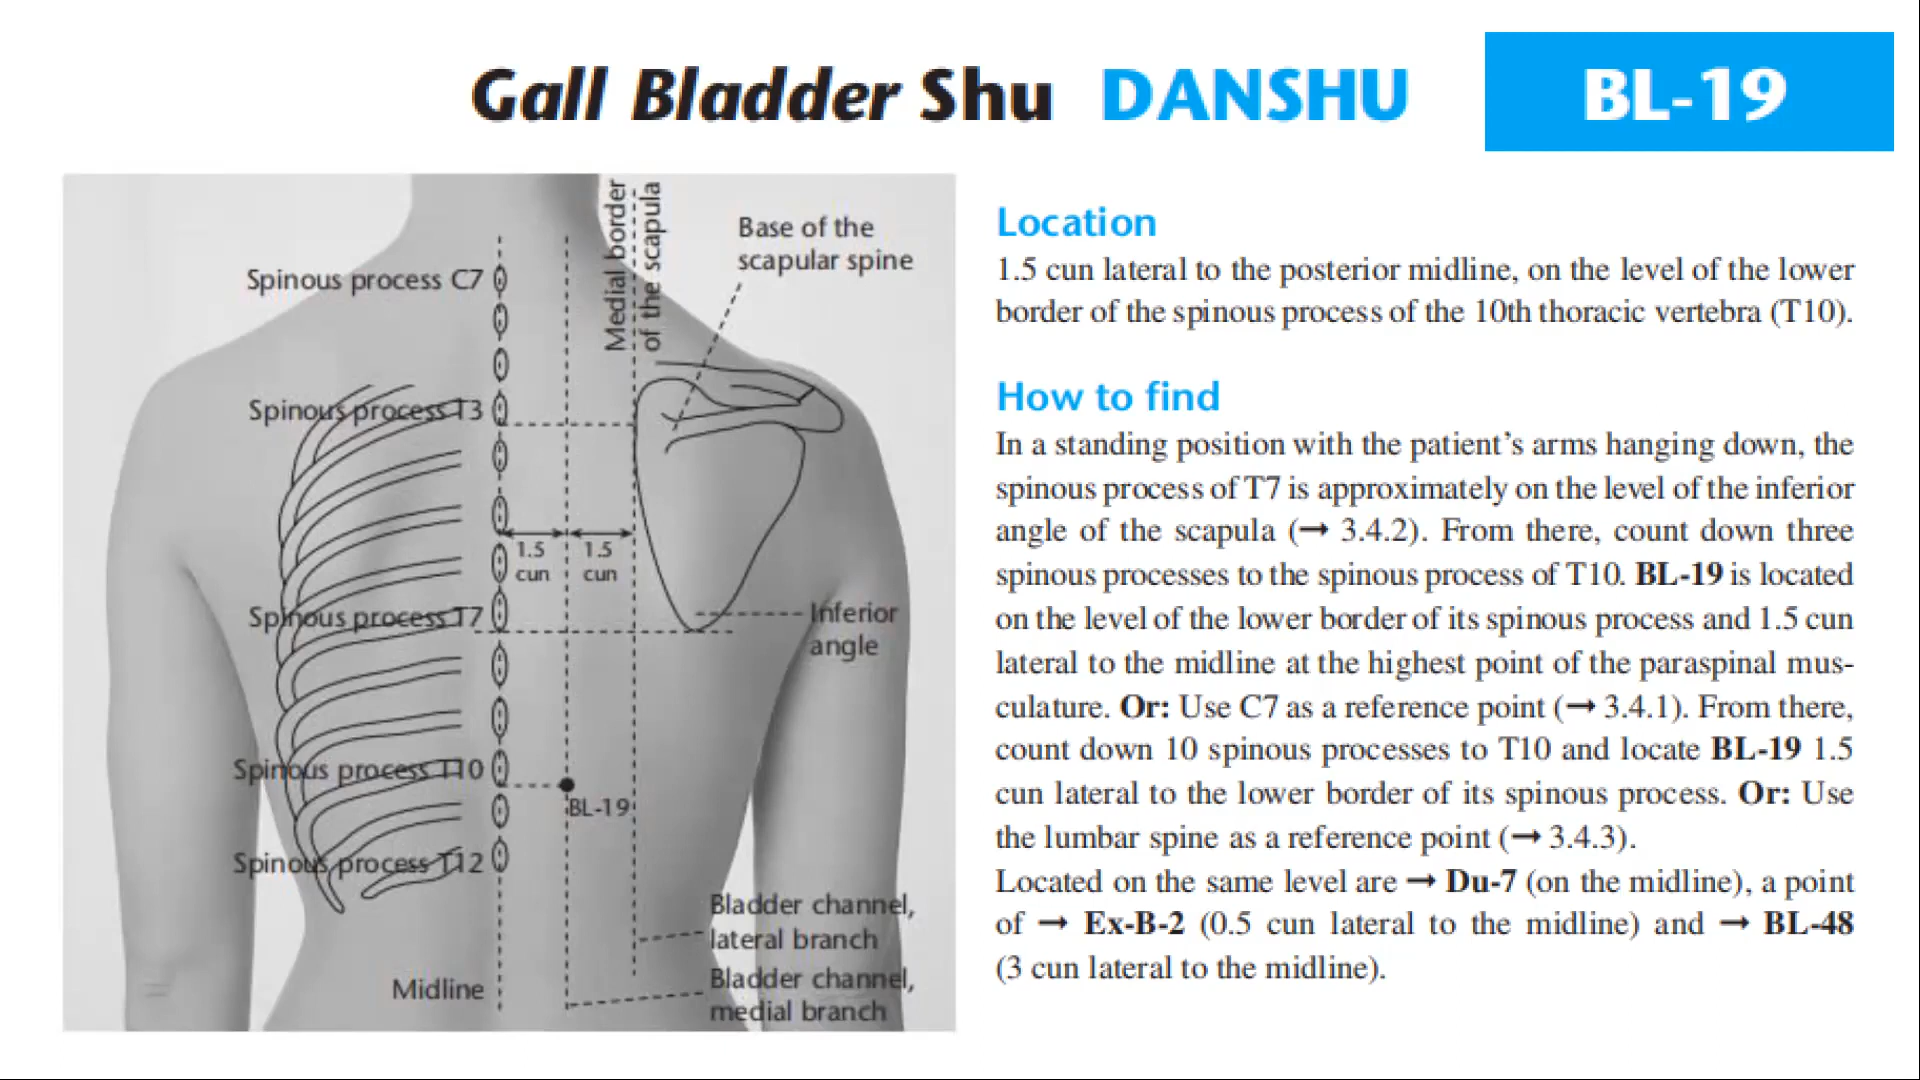 Gall Bladder Shu DANSHU
BL-19
Medial border
of the scapula
Base of the
scapular spine
Spinous process C7
Spinous process T3
1.5
cun
1.5
cun
Spinous process T7
Inferior
angle
Spinous process T10
BL-19
Spinous process T12
Bladder channel,
lateral branch
Midline
Bladder channel,
medial branch
Location
1.5 cun lateral to the posterior midline, on the level of the lower
border of the spinous process of the 10th thoracic vertebra (T10).
How to find
In a standing position with the patient’s arms hanging down, the
spinous process of T7 is approximately on the level of the inferior
angle of the scapula (→ 3.4.2). From there, count down three
spinous processes to the spinous process of T10. BL-19 is located
on the level of the lower border of its spinous process and 1.5 cun
lateral to the midline at the highest point of the paraspinal mus-
culature. Or: Use C7 as a reference point (→ 3.4.1). From there,
count down 10 spinous processes to T10 and locate BL-19 1.5
cun lateral to the lower border of its spinous process. Or: Use
the lumbar spine as a reference point (→ 3.4.3).
Located on the same level are → Du-7 (on the midline), a point
of → Ex-B-2 (0.5 cun lateral to the midline) and → BL-48
(3 cun lateral to the midline).